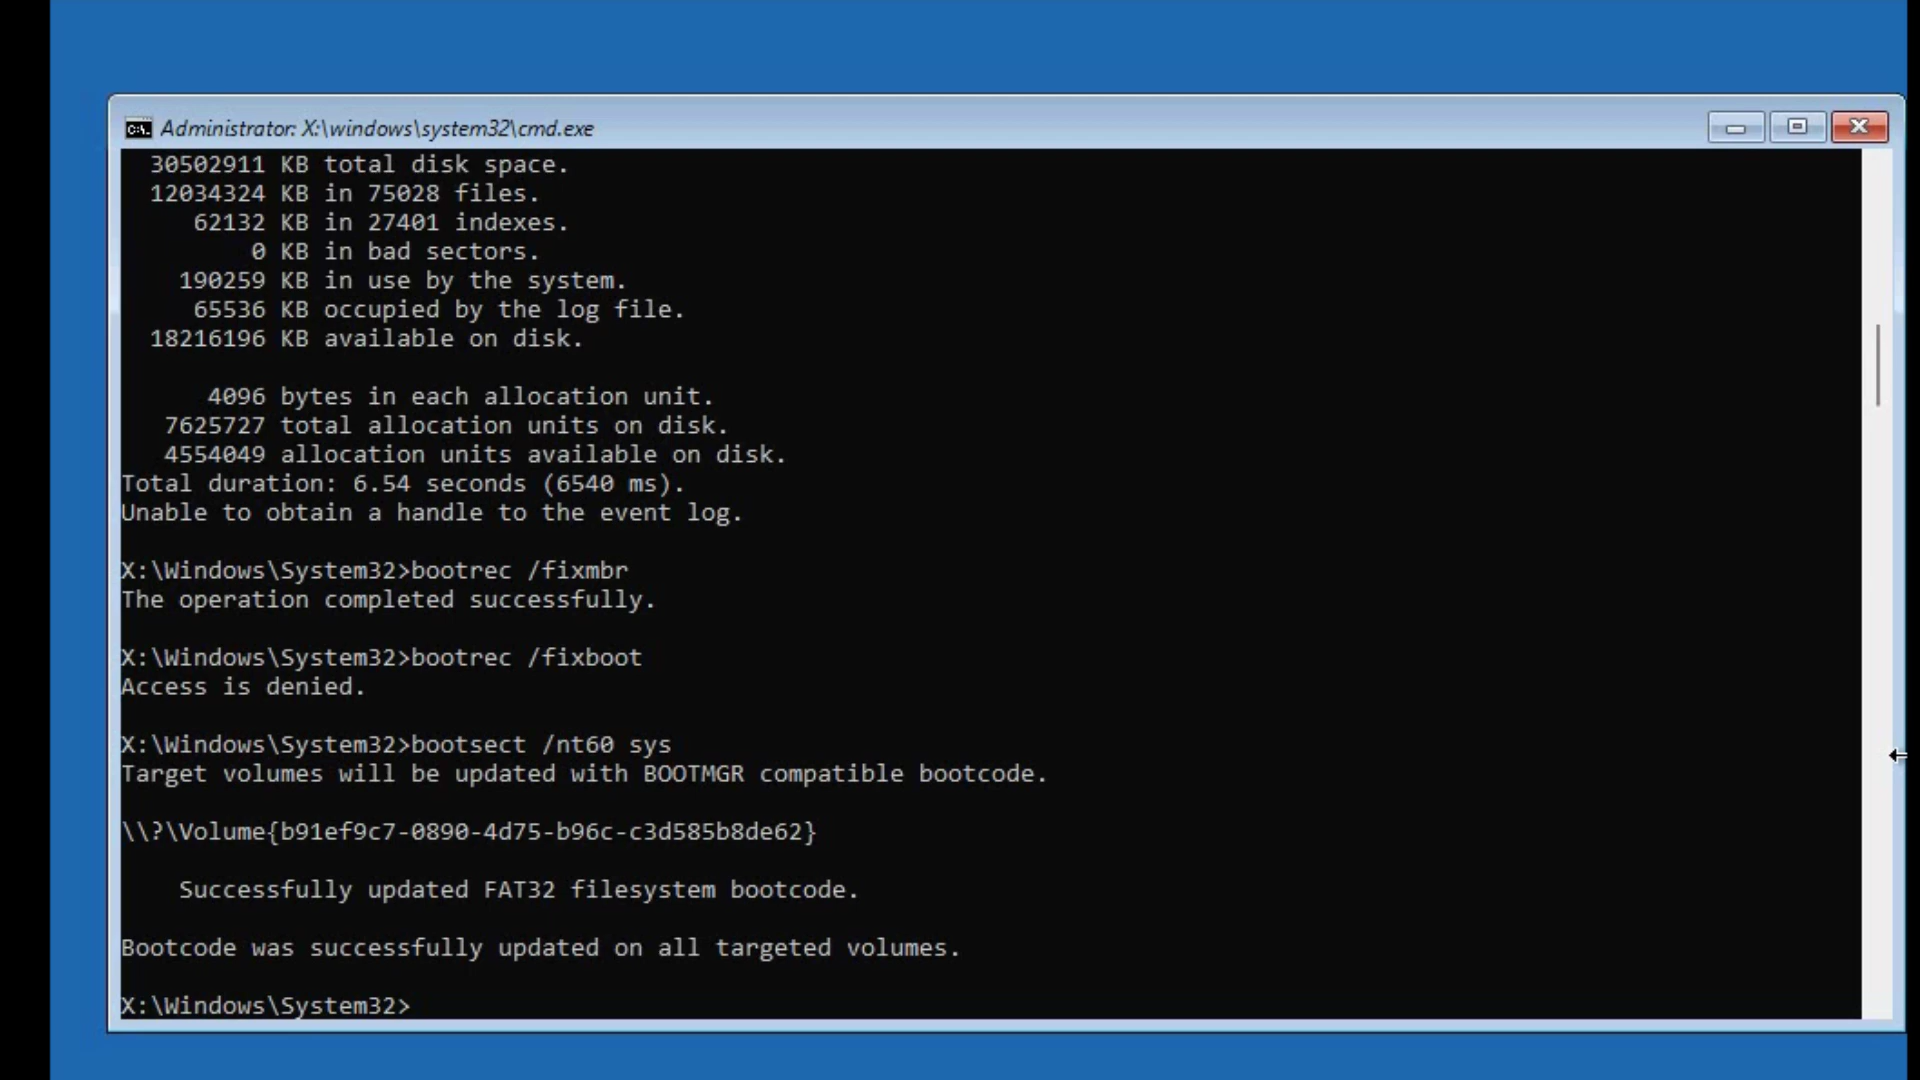 Administrator: X:\windows\system32\cmd.exe
30502911 KB total disk space.
12034324 KB in 75028 files.
62132 KB in 27401 indexes.
0 KB in bad sectors.
190259 KB in use by the system.
65536 KB occupied by the log file.
18216196 KB available on disk.
4096 bytes in each allocation unit.
7625727 total allocation units on disk.
4554049 allocation units available on disk.
Total duration: 6.54 seconds (6540 ms).
Unable to obtain a handle to the event log.
X:\Windows\System32>bootrec /fixmbr
The operation completed successfully.
X:\Windows\System32>bootrec /fixboot
Access is denied.
X:\Windows\System32>bootsect /nt60 sys
Target volumes will be updated with BOOTMGR compatible bootcode.
\\?\Volume{b91ef9c7-0890-4d75-b96c-c3d585b8de62}
Successfully updated FAT32 filesystem bootcode.
Bootcode was successfully updated on all targeted volumes.
X:\Windows\System32>